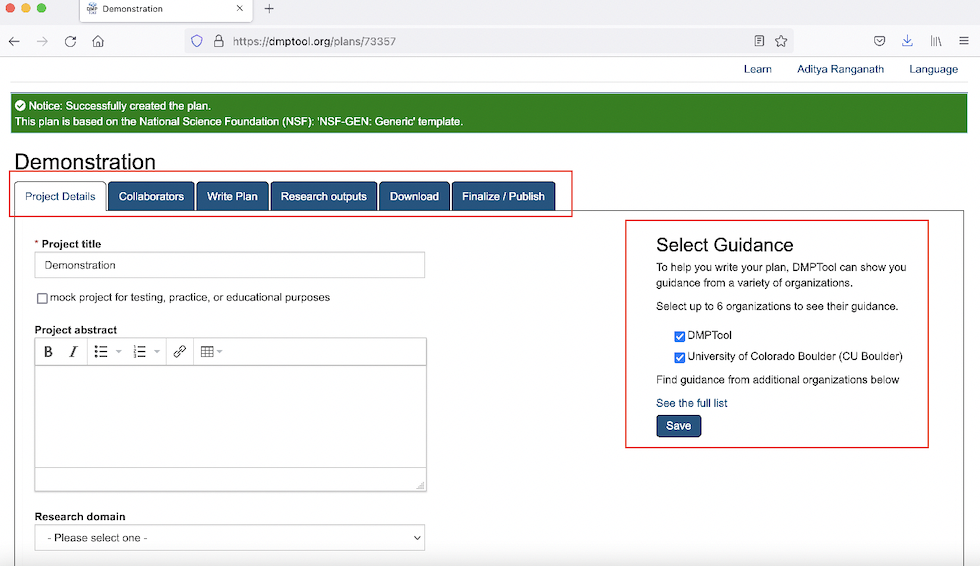 Demonstration
https://dmptool.org/plans/73357
Learn Aditya Ranganath Language
Notice: Successfully created the plan.
This plan is based on the National Science Foundation (NSF): 'NSF-GEN: Generic' template.
Demonstration
Project Details Collaborators Write Plan Research outputs Download Finalize / Publish
* Project title
Demonstration
mock project for testing, practice, or educational purposes
Project abstract
B I
Research domain
- Please select one -
Select Guidance
To help you write your plan, DMPTool can show you
guidance from a variety of organizations.
Select up to 6 organizations to see their guidance.
DMPTool
University of Colorado Boulder (CU Boulder)
Find guidance from additional organizations below
See the full list
Save